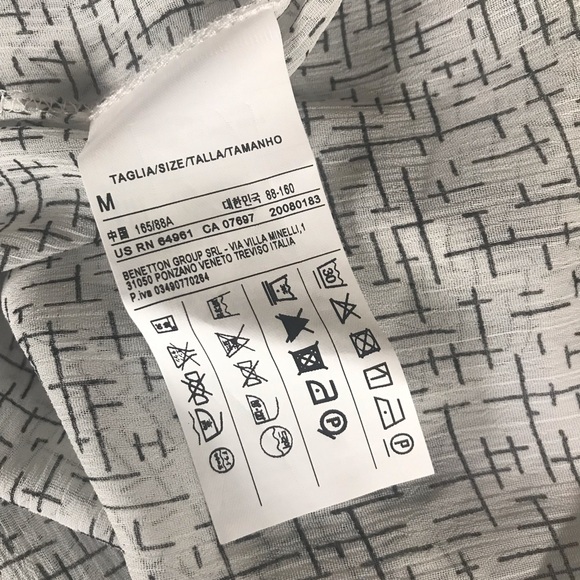 TAGLIA/SIZE/TALLA/TAMANHO
M
中国 165/88A 대한민국 88-160
US RN 64961 CA 07697 20080183
BENETTON GROUP SRL - VIA VILLA MINELLI,1
31050 PONZANO VENETO TREVISO ITALIA
P.iva 03490770264
30
P
P